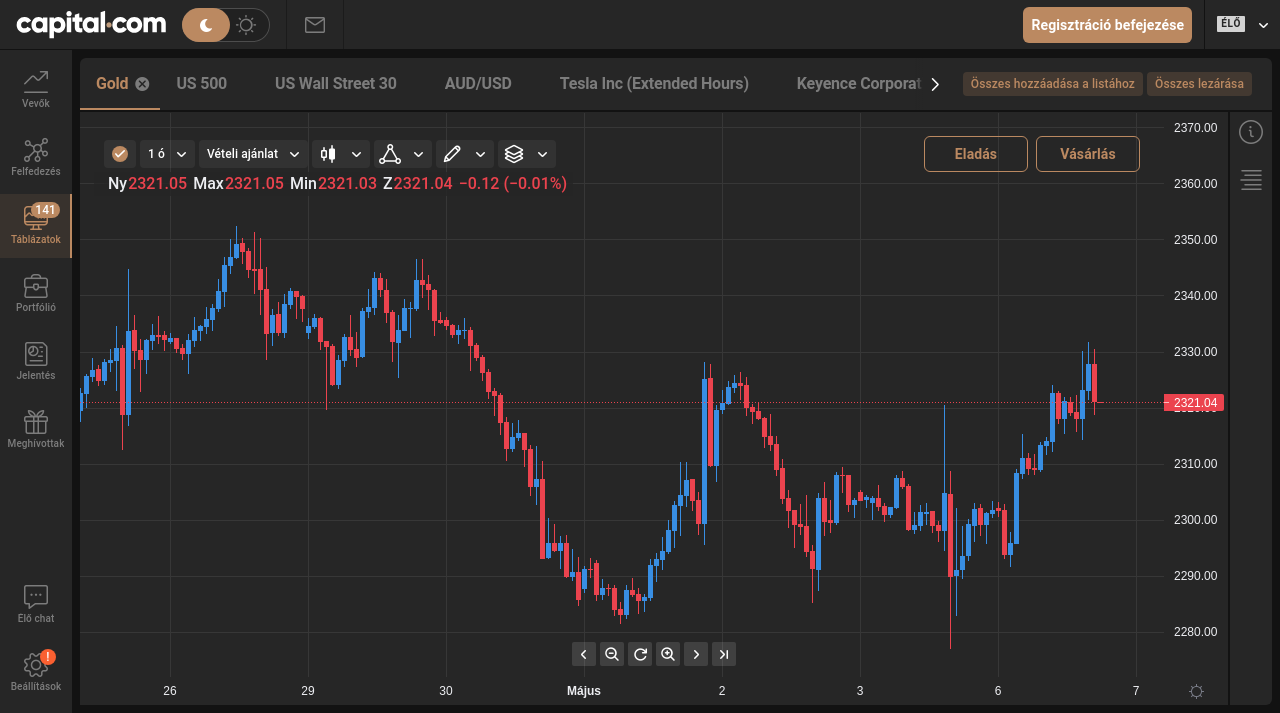 capital.com
Regisztráció befejezése
ÉLŐ
Vevők
Felfedezés
141
Táblázatok
Portfólió
Jelentés
Meghívottak
Élő chat
!
Beállítások
Gold US 500 US Wall Street 30 AUD/USD Tesla Inc (Extended Hours) Keyence Corporat
Összes hozzáadása a listához Összes lezárása
1 ó Vételi ajánlat
Eladás Vásárlás
Ny2321.05 Max2321.05 Min2321.03 Z2321.04 −0.12 (−0.01%)
2370.00
2360.00
2350.00
2340.00
2330.00
2321.04
2310.00
2300.00
2290.00
2280.00
26 29 30 Május 2 3 6 7